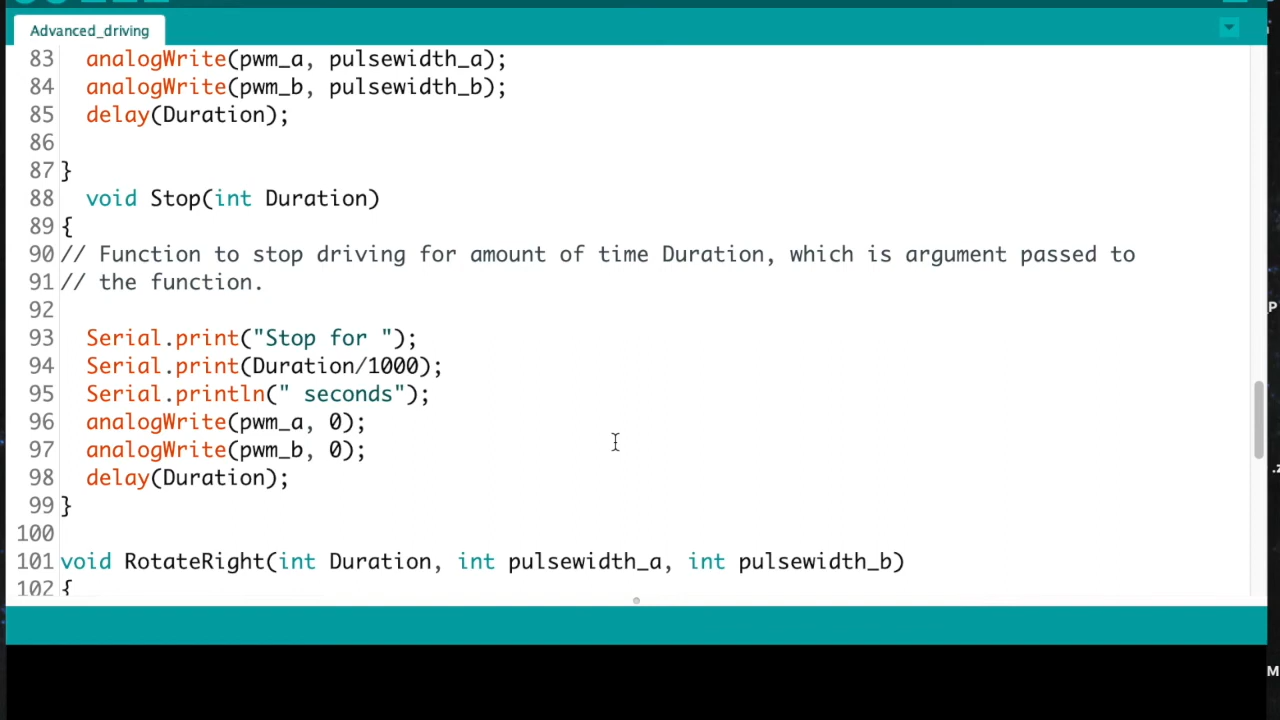 Advanced_driving
83 analogWrite(pwm_a, pulsewidth_a);
84 analogWrite(pwm_b, pulsewidth_b);
85 delay(Duration);
86
87 }
88 void Stop(int Duration)
89 {
90 // Function to stop driving for amount of time Duration, which is argument passed to
91 // the function.
92
93 Serial.print("Stop for ");
94 Serial.print(Duration/1000);
95 Serial.println(" seconds");
96 analogWrite(pwm_a, 0);
97 analogWrite(pwm_b, 0);
98 delay(Duration);
99 }
100
101 void RotateRight(int Duration, int pulsewidth_a, int pulsewidth_b)
102 {
P
.z
M